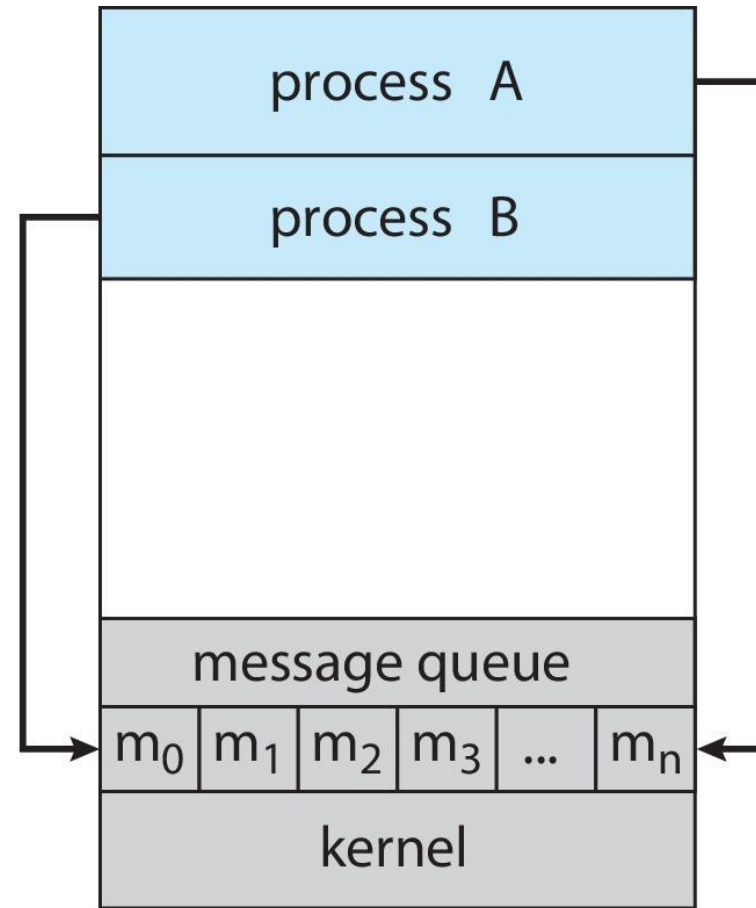 process A
process B
message queue
m₀ m₁ m₂ m₃ ... mₙ
kernel